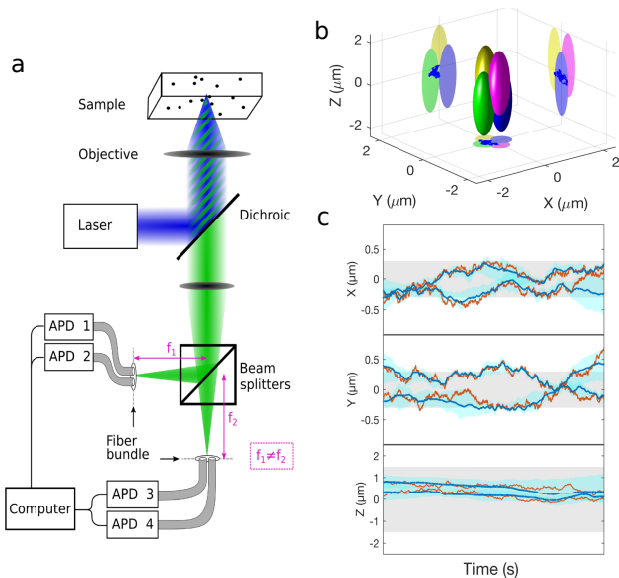 a
Sample
Objective
Laser
Dichroic
APD 1
APD 2
f₁
Beam
splitters
f₂
Fiber
bundle
f₁≠f₂
Computer
APD 3
APD 4
b
Z (µm)
2
0
-2
2
0
-2
Y (µm)
-2
0
2
X (µm)
c
X (µm)
0.5
0
-0.5
Y (µm)
0.5
0
-0.5
Z (µm)
2
1
0
-1
-2
Time (s)